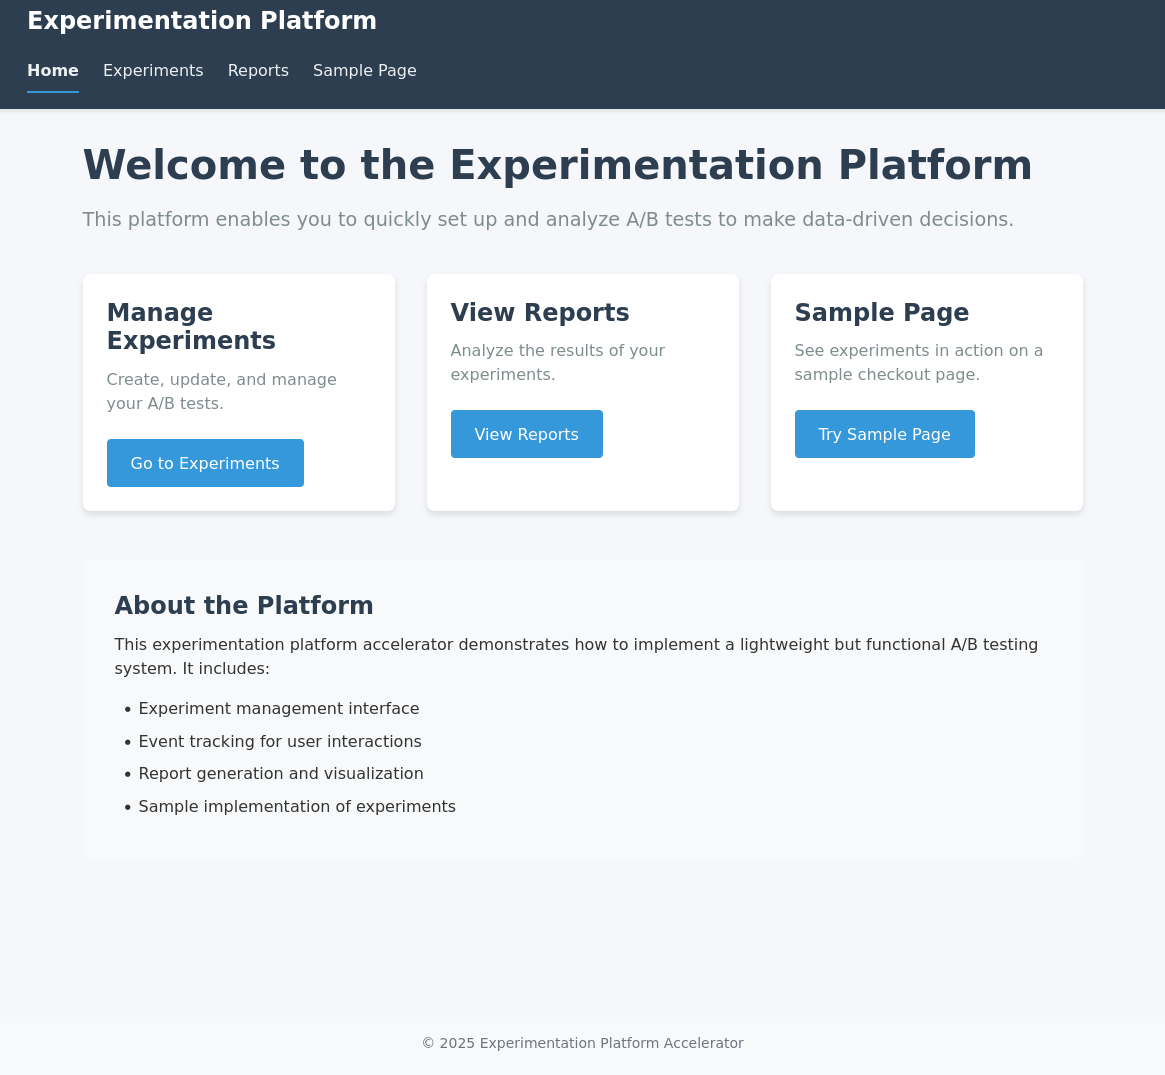 Experimentation Platform
Home Experiments Reports Sample Page
Welcome to the Experimentation Platform
This platform enables you to quickly set up and analyze A/B tests to make data-driven decisions.
Manage
Experiments
Create, update, and manage
your A/B tests.
Go to Experiments
View Reports
Analyze the results of your
experiments.
View Reports
Sample Page
See experiments in action on a
sample checkout page.
Try Sample Page
About the Platform
This experimentation platform accelerator demonstrates how to implement a lightweight but functional A/B testing
system. It includes:
• Experiment management interface
• Event tracking for user interactions
• Report generation and visualization
• Sample implementation of experiments
© 2025 Experimentation Platform Accelerator